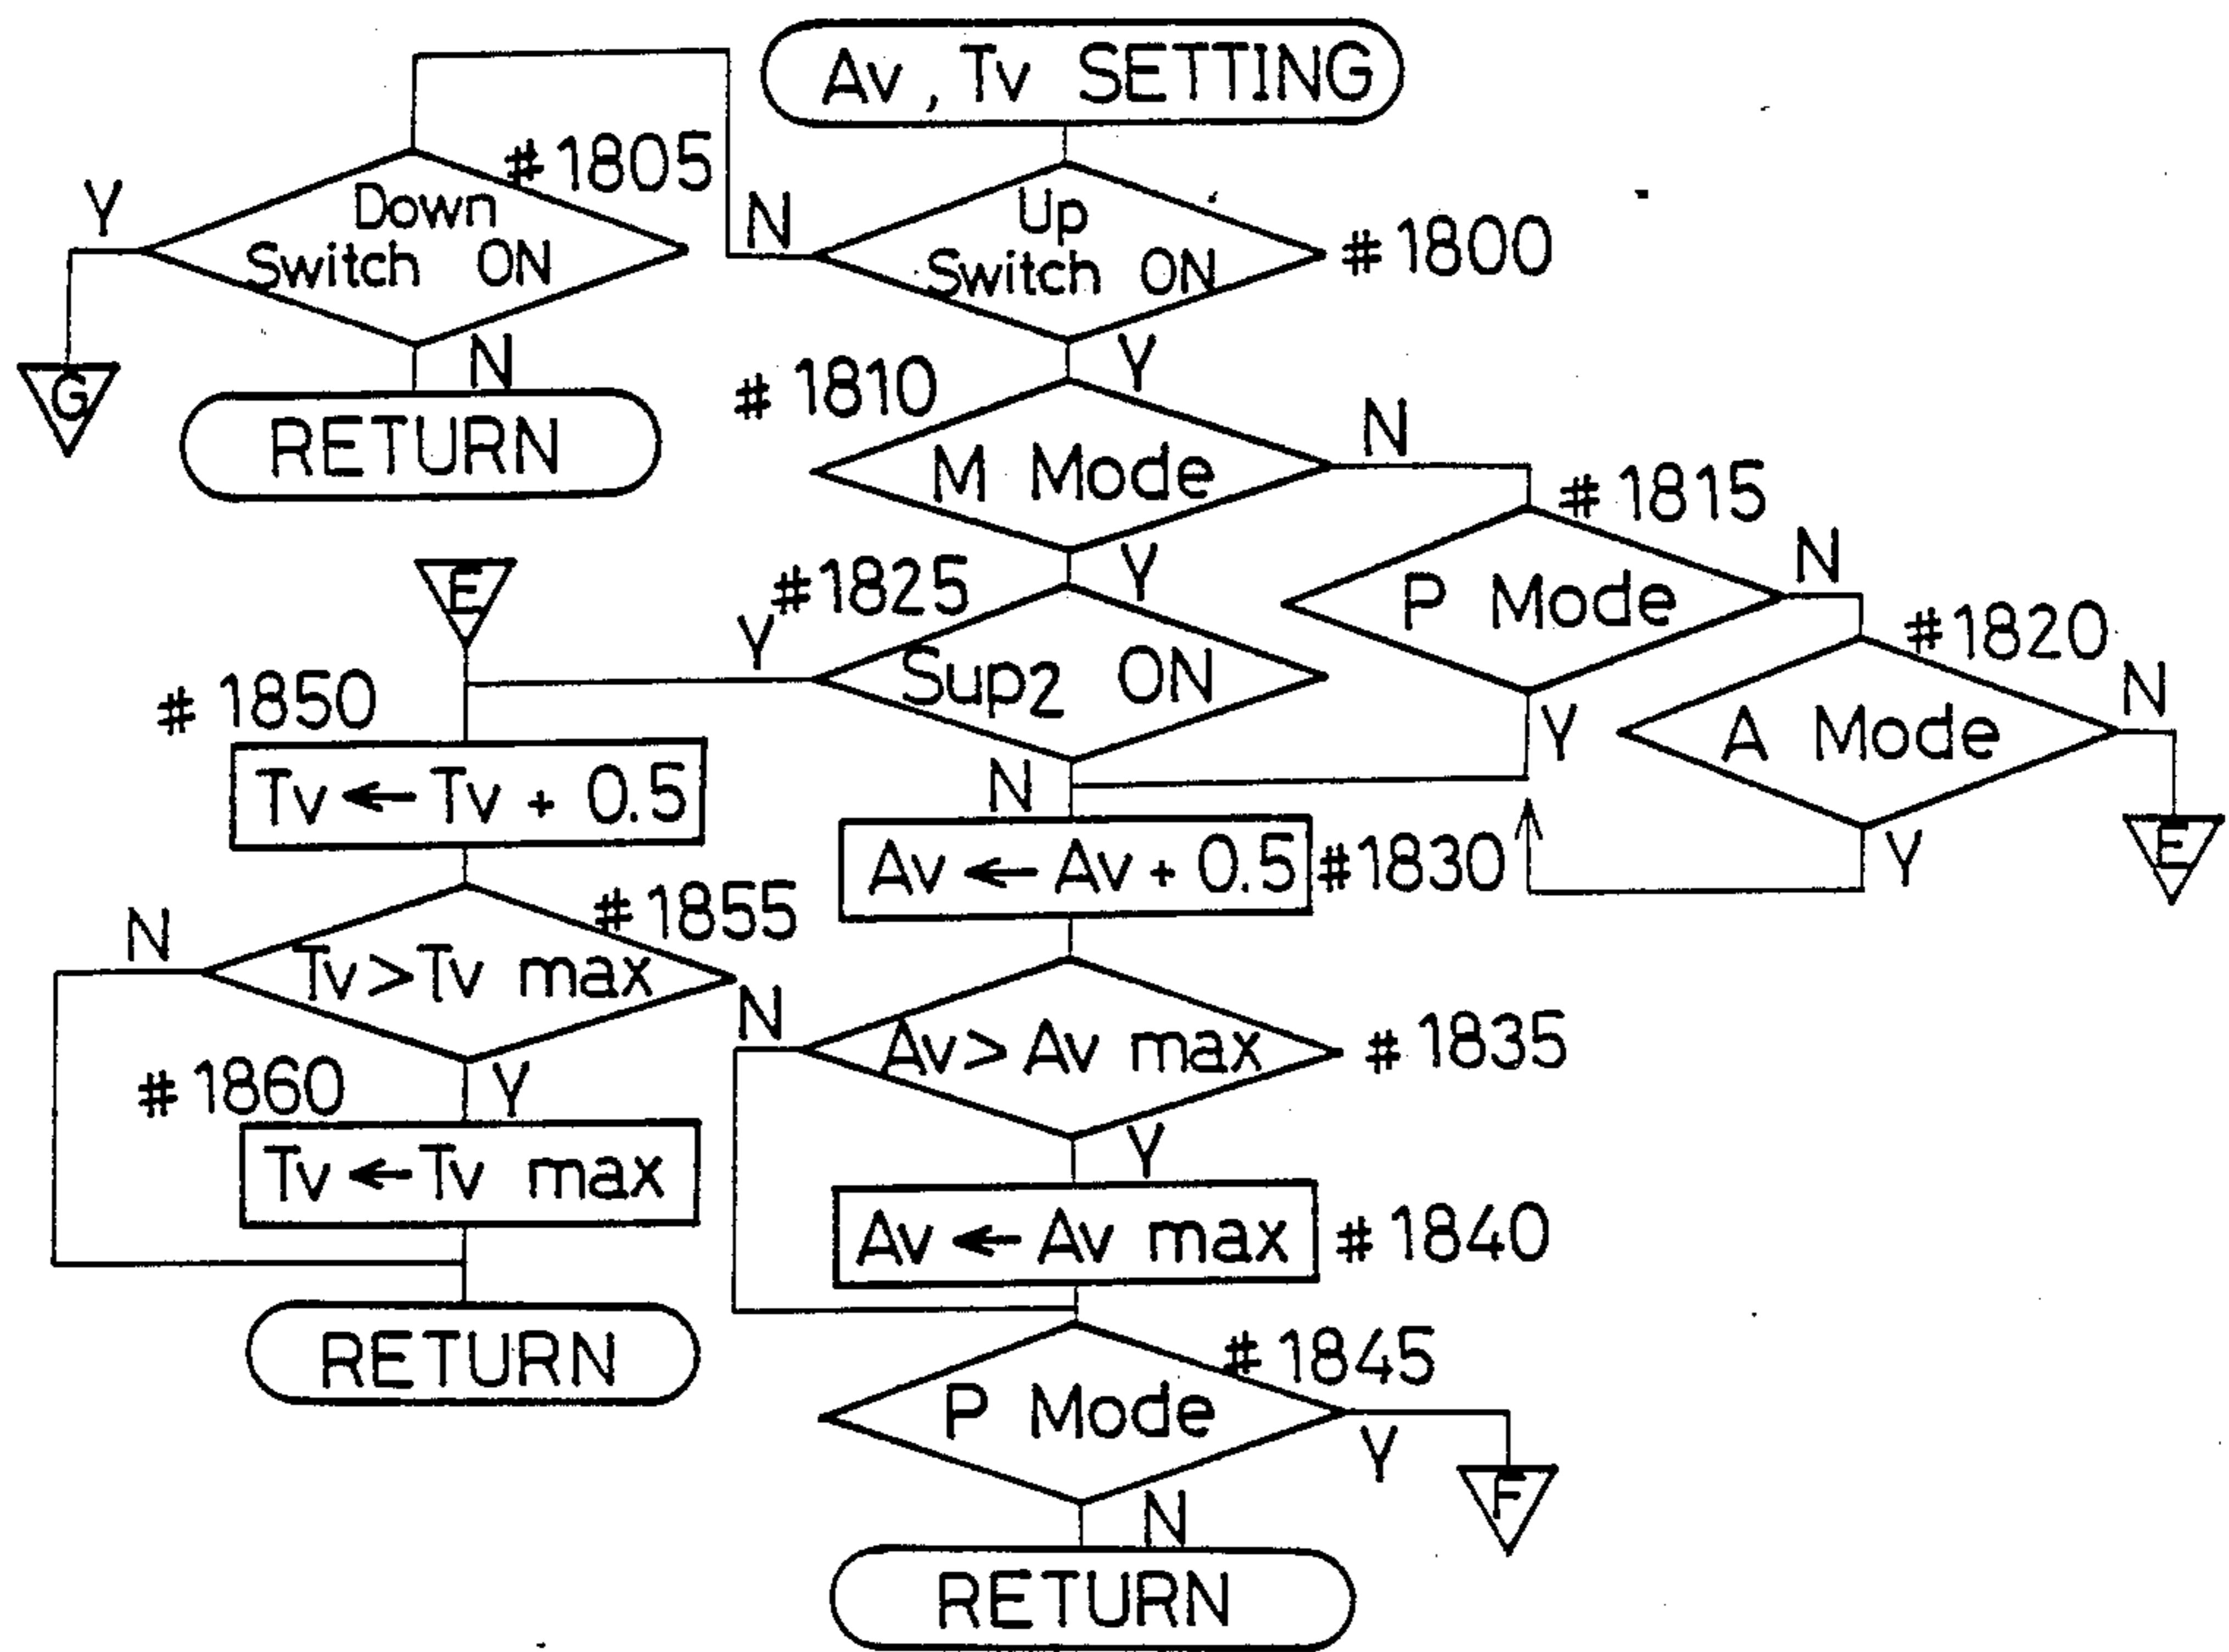 Av, Tv SETTING
#1805
Y
Down
Switch ON
N
Up
Switch ON
#1800
G
N
RETURN
Y
#1810
M Mode
N
#1815
P Mode
N
#1820
A Mode
N
E
Y
Y
E
Y
#1825
Sup2 ON
Y
N
#1850
Tv ← Tv + 0.5
Av ← Av + 0.5
#1830
#1855
N
Tv > Tv max
Y
#1860
Tv ← Tv max
RETURN
N
Av > Av max
#1835
Y
Av ← Av max
#1840
#1845
P Mode
Y
F
N
RETURN